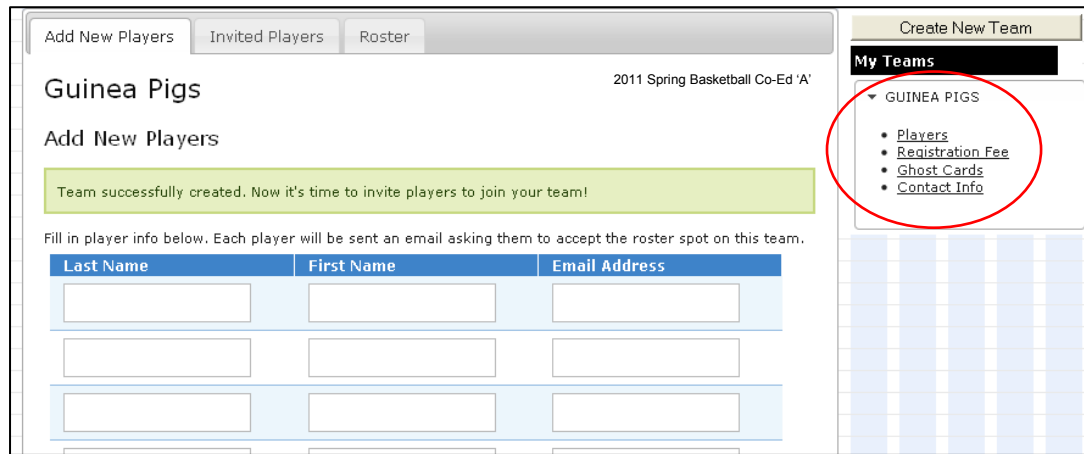 Add New Players
Invited Players
Roster
Guinea Pigs
2011 Spring Basketball Co-Ed ‘A’
Add New Players
Team successfully created. Now it's time to invite players to join your team!
Fill in player info below. Each player will be sent an email asking them to accept the roster spot on this team.
Last Name
First Name
Email Address
Create New Team
My Teams
GUINEA PIGS
Players
Registration Fee
Ghost Cards
Contact Info